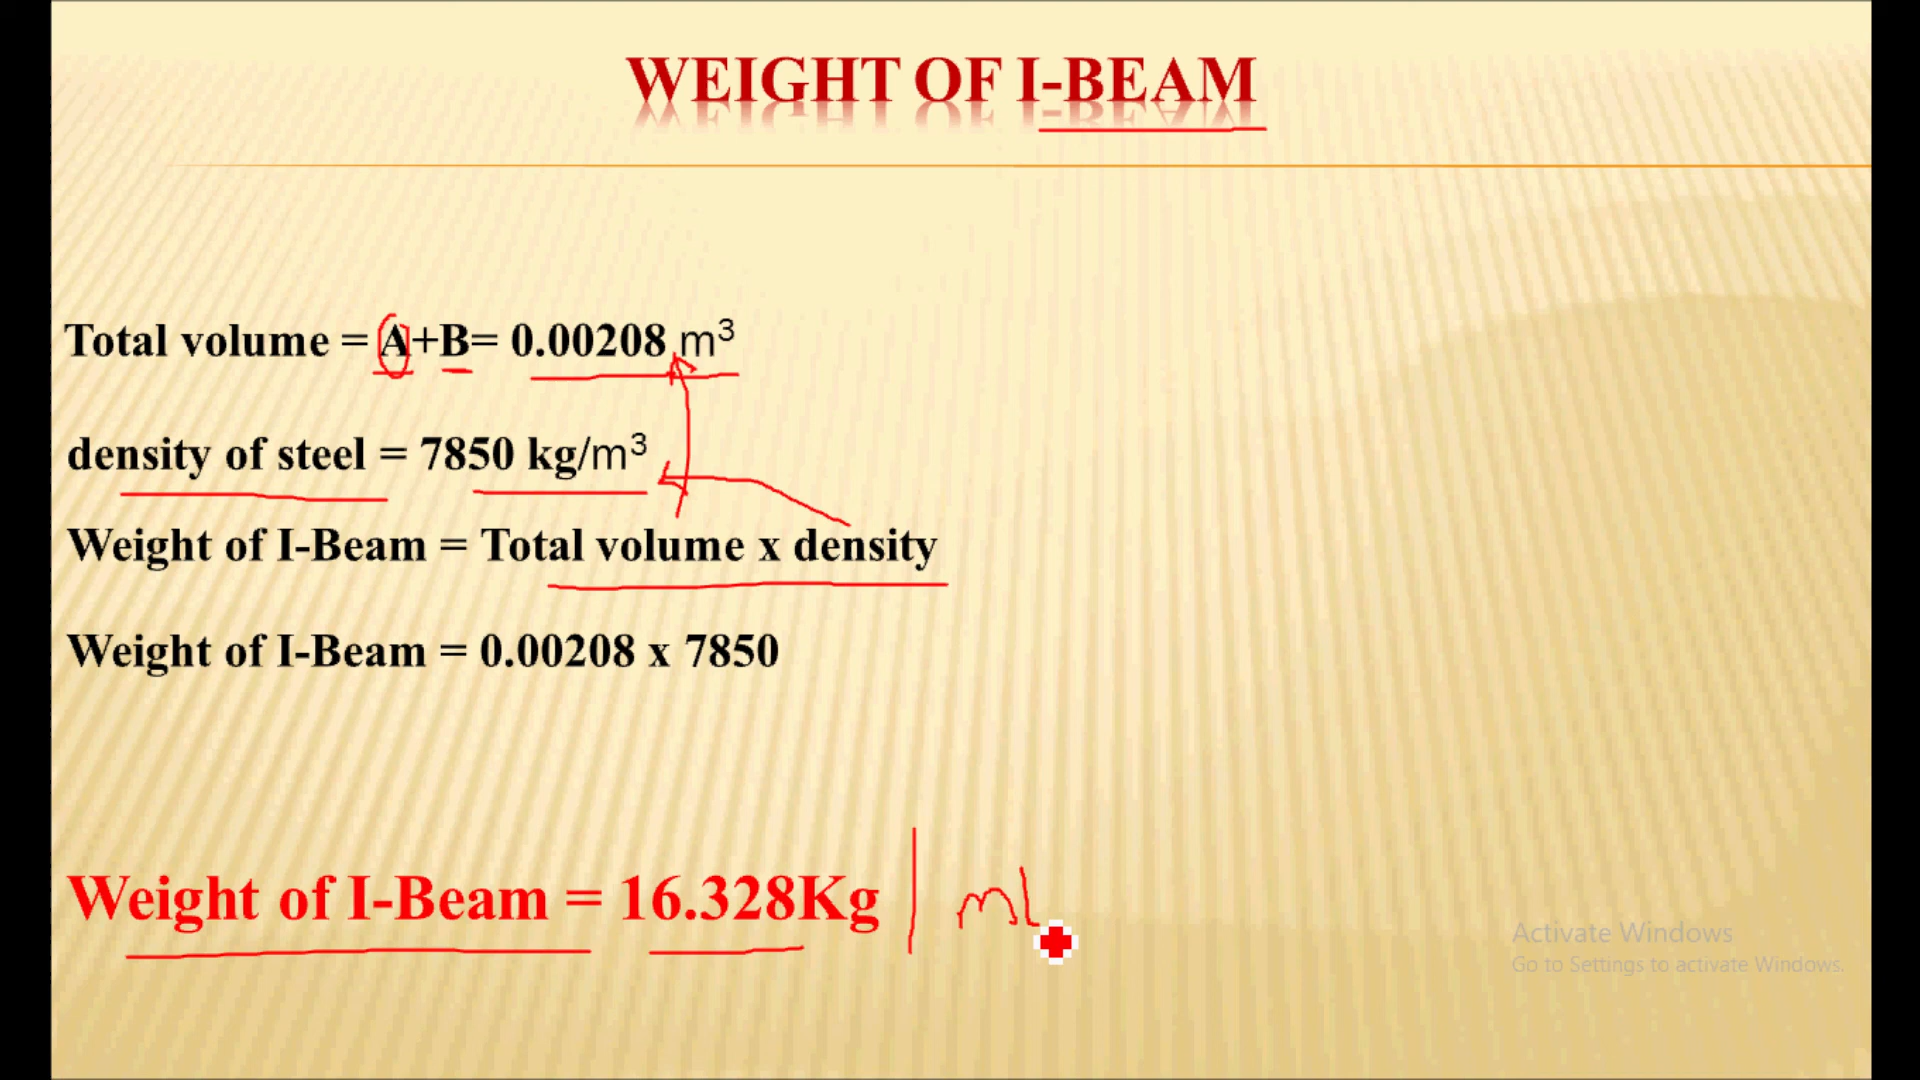 WEIGHT OF I-BEAM
Total volume = A+B= 0.00208 m³
density of steel = 7850 kg/m³
Weight of I-Beam = Total volume x density
Weight of I-Beam = 0.00208 x 7850
Weight of I-Beam = 16.328Kg | mL
Activate Windows
Go to Settings to activate Windows.